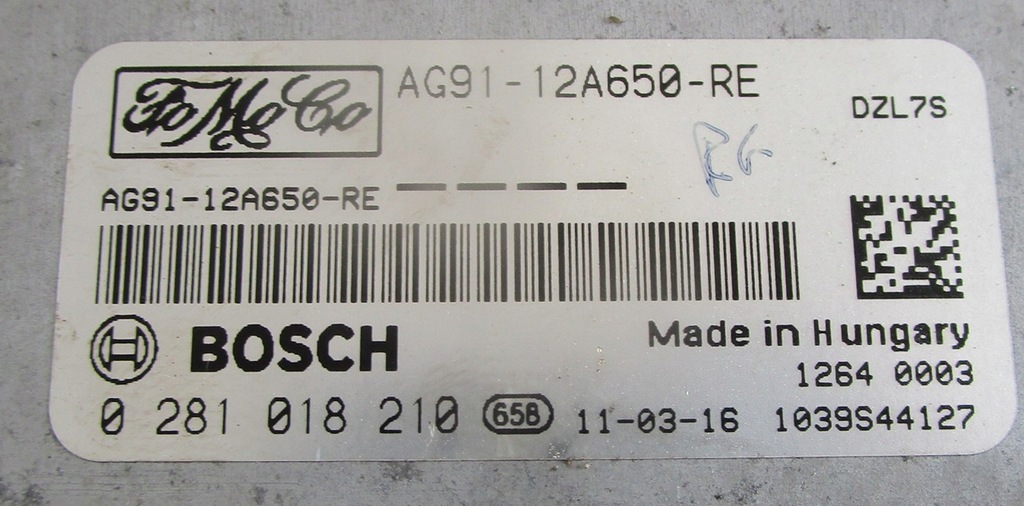 FoMoCo AG91-12A650-RE
DZL7S
AG91-12A650-RE ----
BOSCH
Made in Hungary
1264 0003
0 281 018 210 658 11-03-16 1039S44127